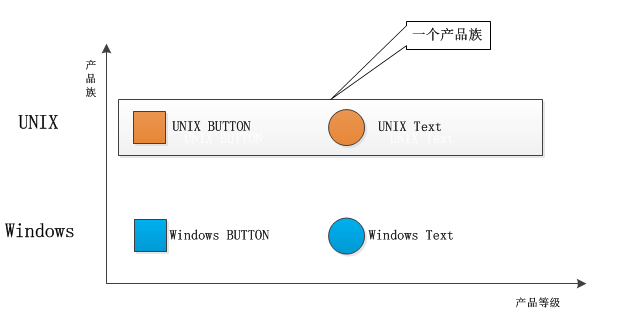 一个产品族
产
品
族
UNIX
UNIX BUTTON
UNIX Text
Windows
Windows BUTTON
Windows Text
产品等级